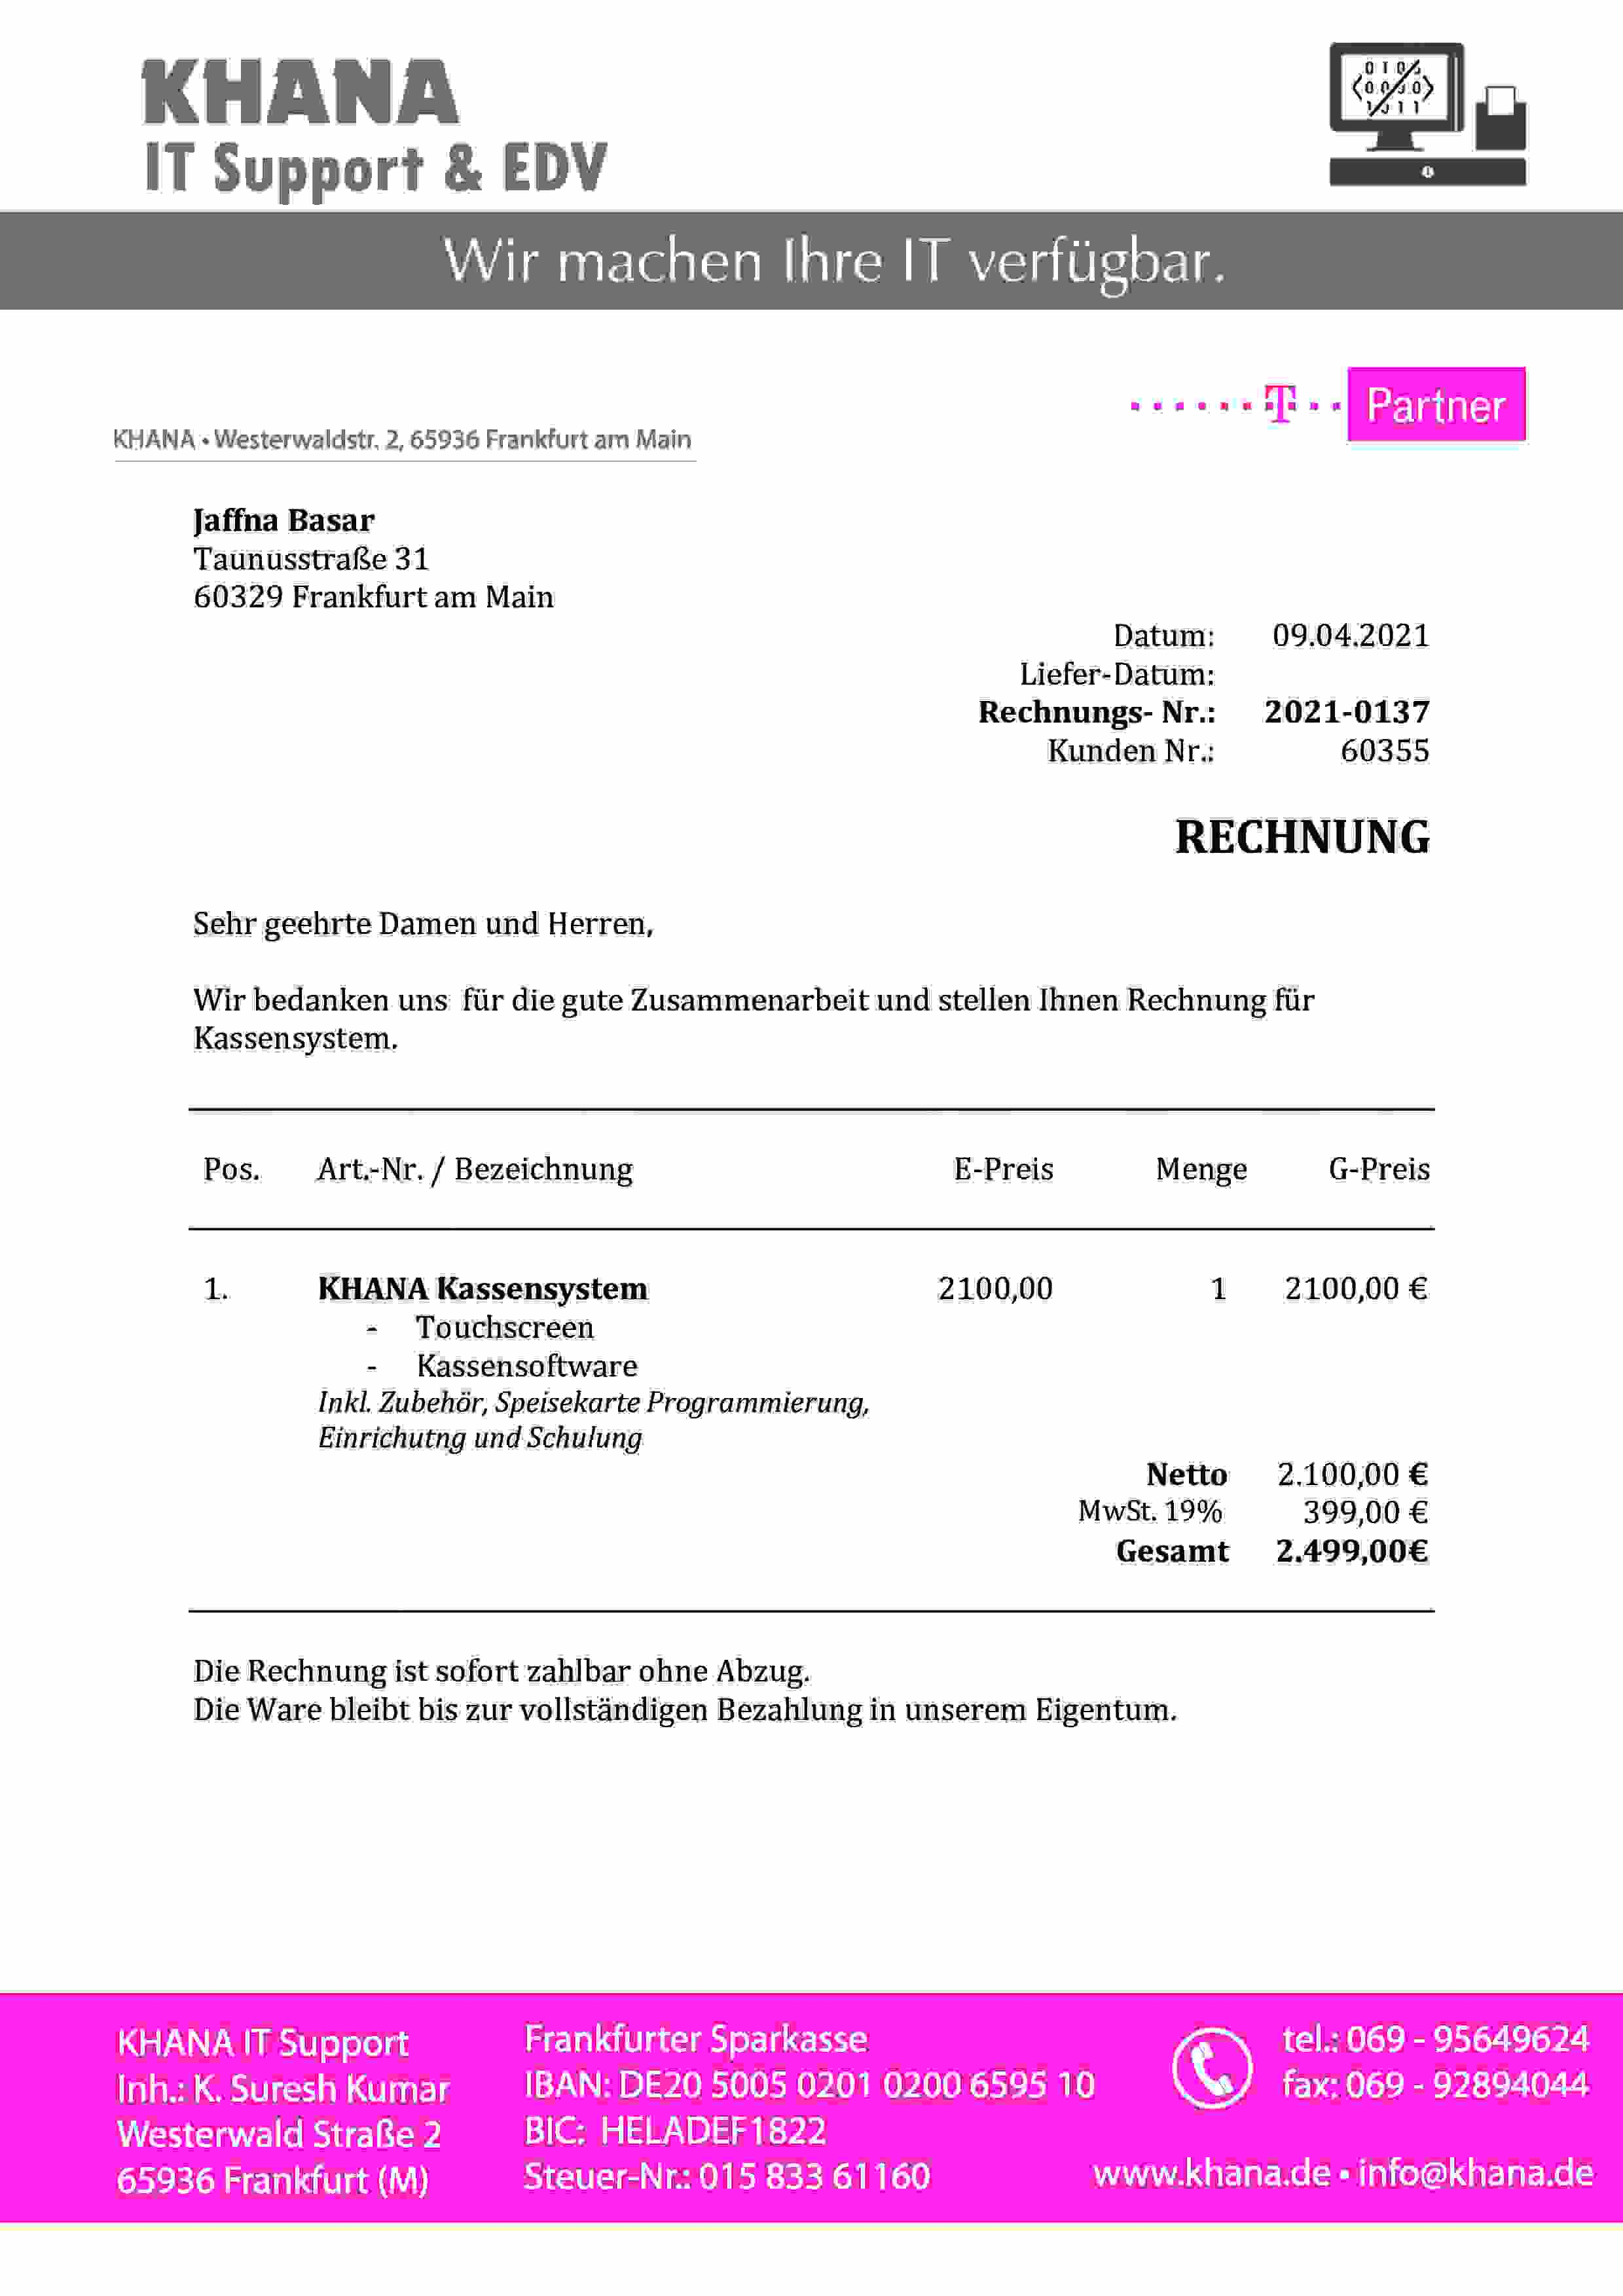 KHANA
IT Support & EDV
Wir machen Ihre IT verfügbar.
T Partner
KHANA • Westerwaldstr. 2, 65936 Frankfurt am Main
Jaffna Basar
Taunusstraße 31
60329 Frankfurt am Main
Datum: 09.04.2021
Liefer-Datum:
Rechnungs- Nr.: 2021-0137
Kunden Nr.: 60355
RECHNUNG
Sehr geehrte Damen und Herren,
Wir bedanken uns für die gute Zusammenarbeit und stellen Ihnen Rechnung für
Kassensystem.
Pos. Art.-Nr. / Bezeichnung E-Preis Menge G-Preis
1. KHANA Kassensystem 2100,00 1 2100,00 €
- Touchscreen
- Kassensoftware
Inkl. Zubehör, Speisekarte Programmierung,
Einrichutng und Schulung
Netto 2.100,00 €
MwSt. 19% 399,00 €
Gesamt 2.499,00€
Die Rechnung ist sofort zahlbar ohne Abzug.
Die Ware bleibt bis zur vollständigen Bezahlung in unserem Eigentum.
KHANA IT Support
Inh.: K. Suresh Kumar
Westerwald Straße 2
65936 Frankfurt (M)
Frankfurter Sparkasse
IBAN: DE20 5005 0201 0200 6595 10
BIC: HELADEF1822
Steuer-Nr.: 015 833 61160
tel.: 069 - 95649624
fax: 069 - 92894044
www.khana.de • info@khana.de